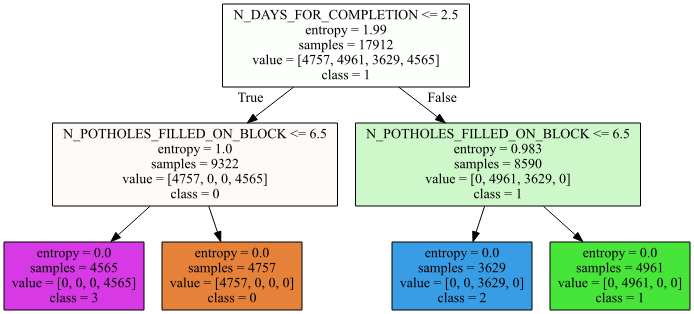 N_DAYS_FOR_COMPLETION <= 2.5
entropy = 1.99
samples = 17912
value = [4757, 4961, 3629, 4565]
class = 1
True
False
N_POTHOLES_FILLED_ON_BLOCK <= 6.5
entropy = 1.0
samples = 9322
value = [4757, 0, 0, 4565]
class = 0
N_POTHOLES_FILLED_ON_BLOCK <= 6.5
entropy = 0.983
samples = 8590
value = [0, 4961, 3629, 0]
class = 1
entropy = 0.0
samples = 4565
value = [0, 0, 0, 4565]
class = 3
entropy = 0.0
samples = 4757
value = [4757, 0, 0, 0]
class = 0
entropy = 0.0
samples = 3629
value = [0, 0, 3629, 0]
class = 2
entropy = 0.0
samples = 4961
value = [0, 4961, 0, 0]
class = 1